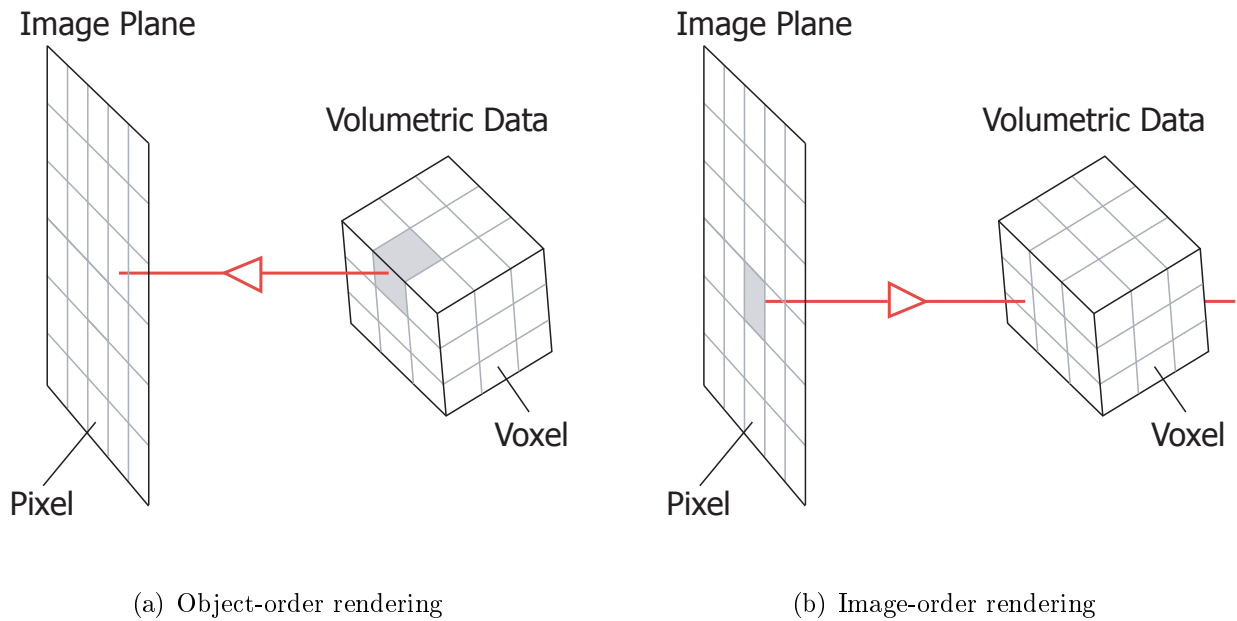 Image Plane
Volumetric Data
Voxel
Pixel
(a) Object-order rendering
Image Plane
Volumetric Data
Voxel
Pixel
(b) Image-order rendering